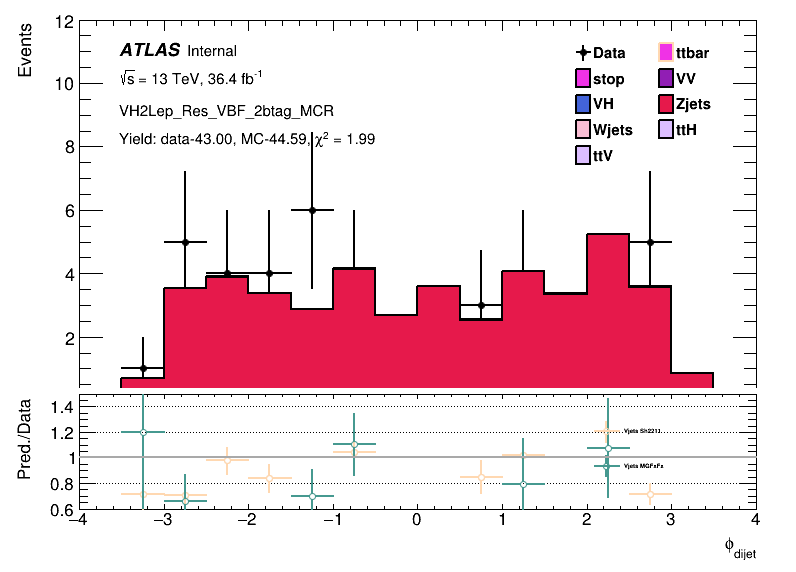 Events
12
10
8
6
4
2
ATLAS Internal
√s = 13 TeV, 36.4 fb⁻¹
VH2Lep_Res_VBF_2btag_MCR
Yield: data-43.00, MC-44.59, χ² = 1.99
Data
ttbar
stop
VV
VH
Zjets
Wjets
ttH
ttV
Pred./Data
1.4
1.2
1
0.8
0.6
Vjets Sh2211
Vjets MGFxFx
−4 −3 −2 −1 0 1 2 3 4
ϕdijet